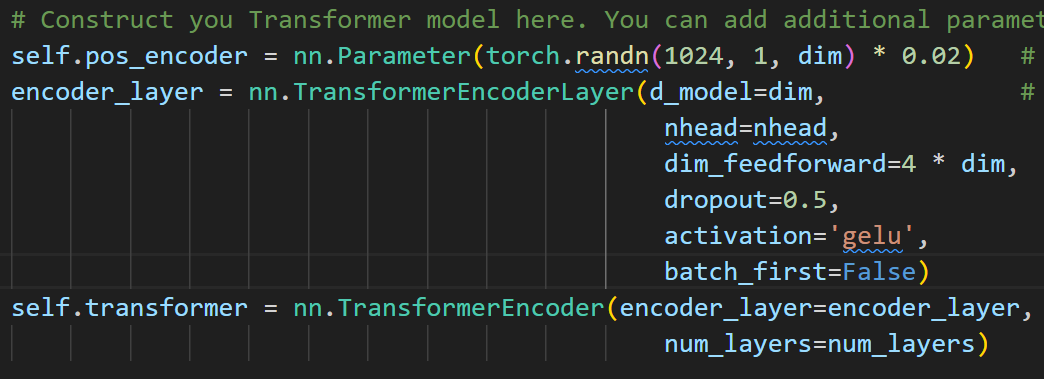 # Construct you Transformer model here. You can add additional paramet
self.pos_encoder = nn.Parameter(torch.randn(1024, 1, dim) * 0.02) #
encoder_layer = nn.TransformerEncoderLayer(d_model=dim, #
nhead=nhead,
dim_feedforward=4 * dim,
dropout=0.5,
activation='gelu',
batch_first=False)
self.transformer = nn.TransformerEncoder(encoder_layer=encoder_layer,
num_layers=num_layers)